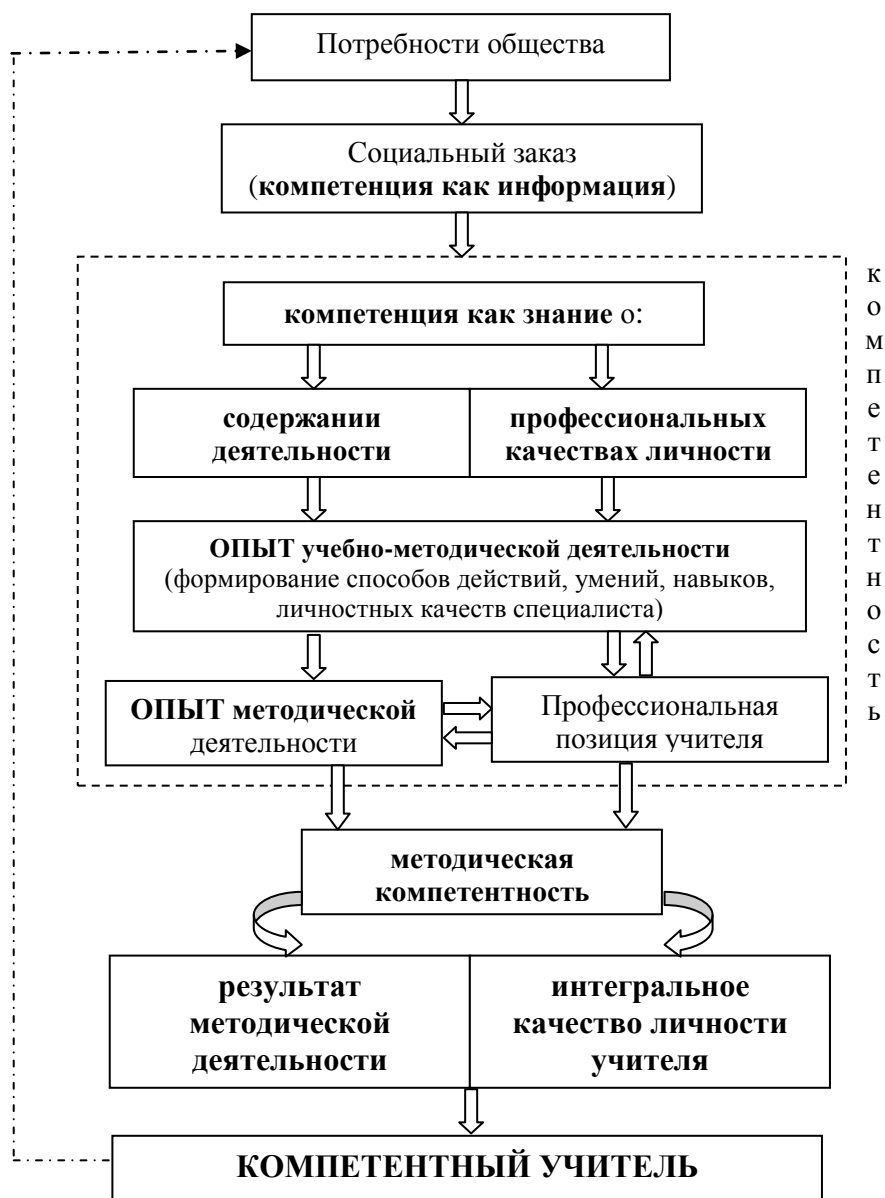 Потребности общества
Социальный заказ
(компетенция как информация)
компетенция как знание о:
содержании
деятельности
профессиональных
качествах личности
ОПЫТ учебно-методической деятельности
(формирование способов действий, умений, навыков,
личностных качеств специалиста)
ОПЫТ методической
деятельности
Профессиональная
позиция учителя
компетентность
методическая
компетентность
результат
методической
деятельности
интегральное
качество личности
учителя
КОМПЕТЕНТНЫЙ УЧИТЕЛЬ